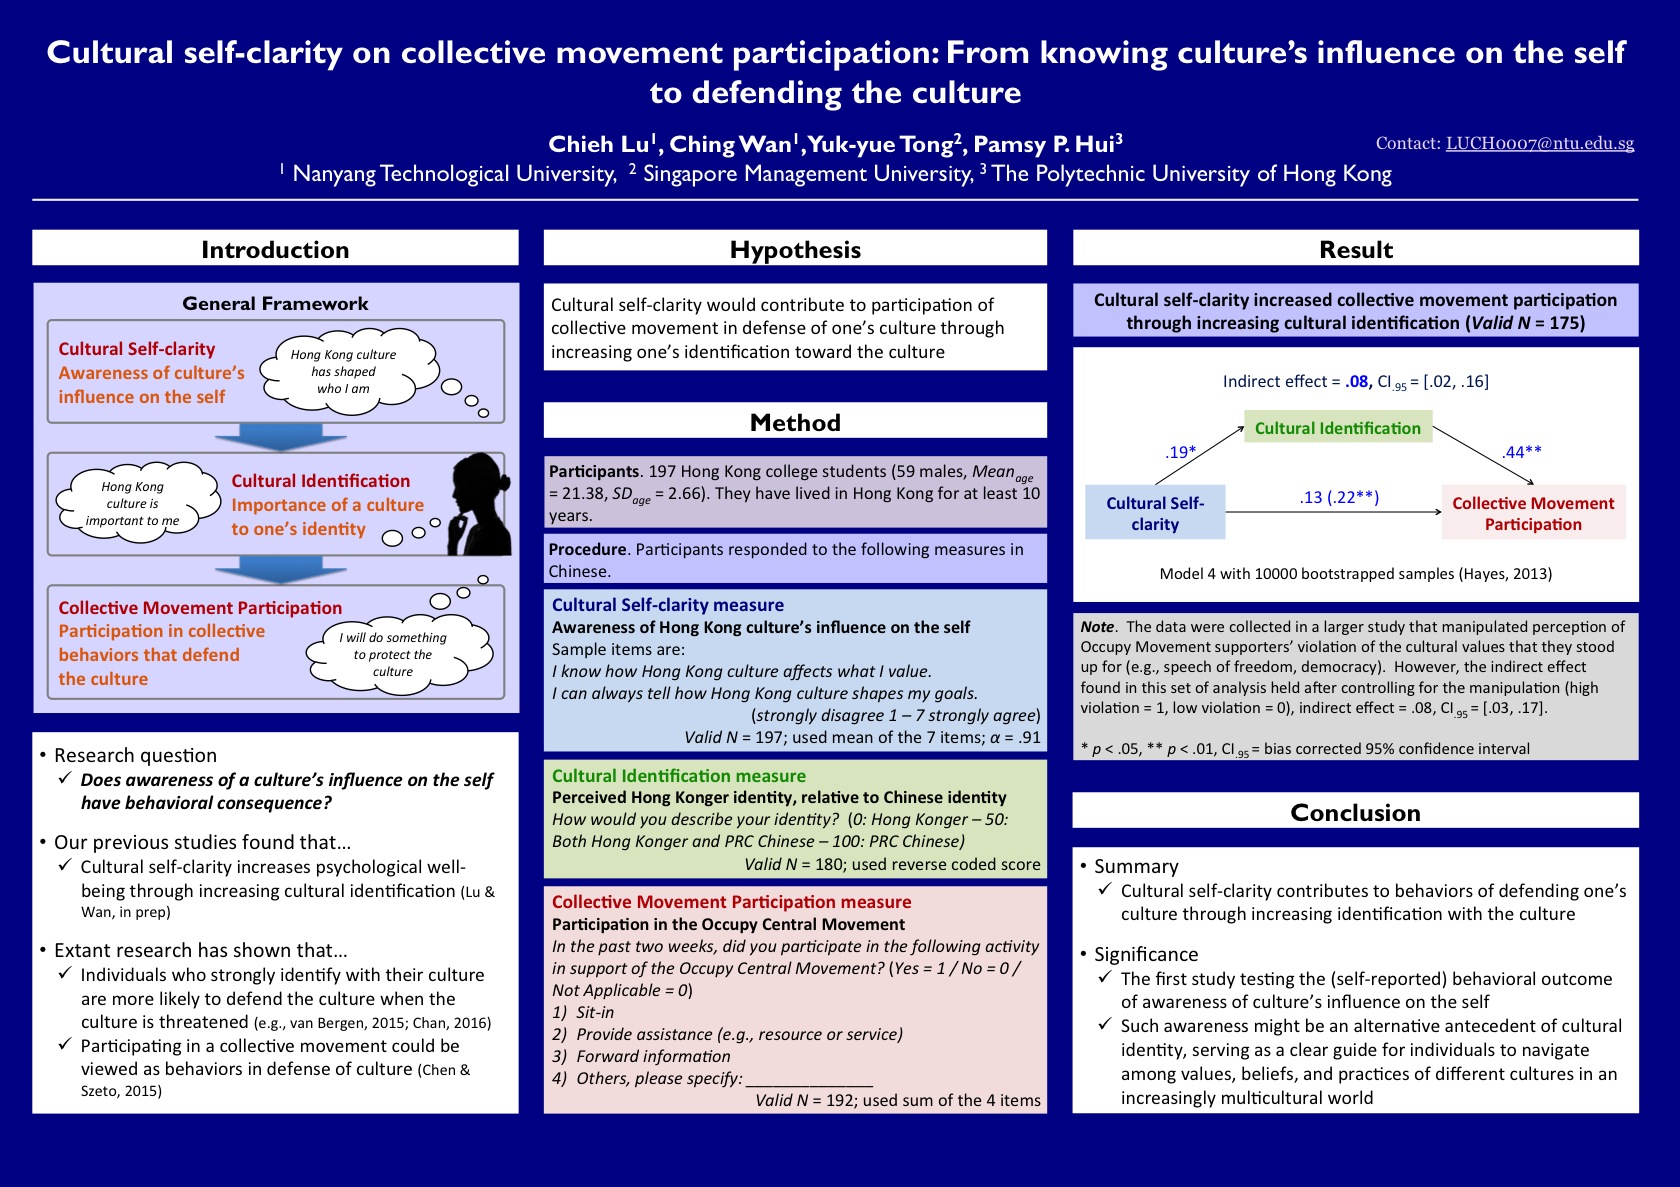 Cultural self-clarity on collective movement participation: From knowing culture's influence on the self
to defending the culture
Chieh Lu¹, Ching Wan¹, Yuk-yue Tong², Pamsy P. Hui³
Contact: LUCH0007@ntu.edu.sg
¹ Nanyang Technological University, ² Singapore Management University, ³ The Polytechnic University of Hong Kong
Introduction
General Framework
Cultural Self-clarity
Awareness of culture's
influence on the self
Hong Kong culture
has shaped
who I am
Hong Kong
culture is
important to me
Cultural Identification
Importance of a culture
to one's identity
Collective Movement Participation
Participation in collective
behaviors that defend
the culture
I will do something
to protect the
culture
• Research question
✓ Does awareness of a culture's influence on the self
have behavioral consequence?
• Our previous studies found that…
✓ Cultural self-clarity increases psychological well-
being through increasing cultural identification (Lu &
Wan, in prep)
• Extant research has shown that…
✓ Individuals who strongly identify with their culture
are more likely to defend the culture when the
culture is threatened (e.g., van Bergen, 2015; Chan, 2016)
✓ Participating in a collective movement could be
viewed as behaviors in defense of culture (Chen &
Szeto, 2015)
Hypothesis
Cultural self-clarity would contribute to participation of
collective movement in defense of one's culture through
increasing one's identification toward the culture
Method
Participants. 197 Hong Kong college students (59 males, Mean age
= 21.38, SD age = 2.66). They have lived in Hong Kong for at least 10
years.
Procedure. Participants responded to the following measures in
Chinese.
Cultural Self-clarity measure
Awareness of Hong Kong culture's influence on the self
Sample items are:
I know how Hong Kong culture affects what I value.
I can always tell how Hong Kong culture shapes my goals.
(strongly disagree 1 – 7 strongly agree)
Valid N = 197; used mean of the 7 items; α = .91
Cultural Identification measure
Perceived Hong Konger identity, relative to Chinese identity
How would you describe your identity? (0: Hong Konger – 50:
Both Hong Konger and PRC Chinese – 100: PRC Chinese)
Valid N = 180; used reverse coded score
Collective Movement Participation measure
Participation in the Occupy Central Movement
In the past two weeks, did you participate in the following activity
in support of the Occupy Central Movement? (Yes = 1 / No = 0 /
Not Applicable = 0)
1) Sit-in
2) Provide assistance (e.g., resource or service)
3) Forward information
4) Others, please specify: ______________
Valid N = 192; used sum of the 4 items
Result
Cultural self-clarity increased collective movement participation
through increasing cultural identification (Valid N = 175)
Indirect effect = .08, CI.95 = [.02, .16]
Cultural Identification
.19*
.44**
Cultural Self-
clarity
.13 (.22**)
Collective Movement
Participation
Model 4 with 10000 bootstrapped samples (Hayes, 2013)
Note. The data were collected in a larger study that manipulated perception of
Occupy Movement supporters' violation of the cultural values that they stood
up for (e.g., speech of freedom, democracy). However, the indirect effect
found in this set of analysis held after controlling for the manipulation (high
violation = 1, low violation = 0), indirect effect = .08, CI.95 = [.03, .17].
* p < .05, ** p < .01, CI.95 = bias corrected 95% confidence interval
Conclusion
• Summary
✓ Cultural self-clarity contributes to behaviors of defending one's
culture through increasing identification with the culture
• Significance
✓ The first study testing the (self-reported) behavioral outcome
of awareness of culture's influence on the self
✓ Such awareness might be an alternative antecedent of cultural
identity, serving as a clear guide for individuals to navigate
among values, beliefs, and practices of different cultures in an
increasingly multicultural world